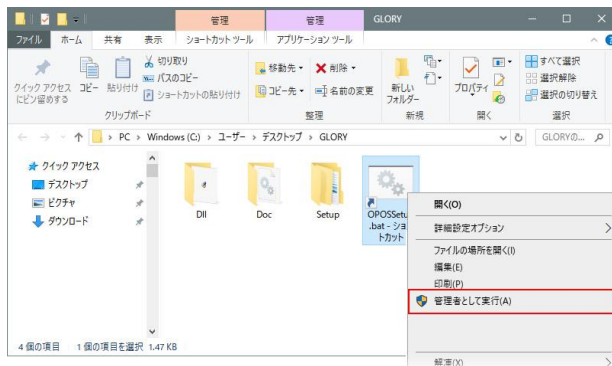 管理
管理
GLORY
ファイル
ホーム
共有
表示
ショートカット ツール
アプリケーション ツール
クイック アクセス
にピン留めする
コピー
貼り付け
切り取り
パスのコピー
ショートカットの貼り付け
クリップボード
移動先
削除
コピー先
名前の変更
整理
新しい
フォルダー
新規
プロパティ
開く
すべて選択
選択解除
選択の切り替え
選択
PC › Windows (C:) › ユーザー › デスクトップ › GLORY
GLORYの...
クイック アクセス
デスクトップ
ピクチャ
ダウンロード
Dll
Doc
Setup
OPOSSetu
.bat - ショ
トカット
開く(O)
詳細設定オプション
ファイルの場所を開く(I)
編集(E)
印刷(P)
管理者として実行(A)
解凍(X)
4 個の項目
1 個の項目を選択 1.47 KB